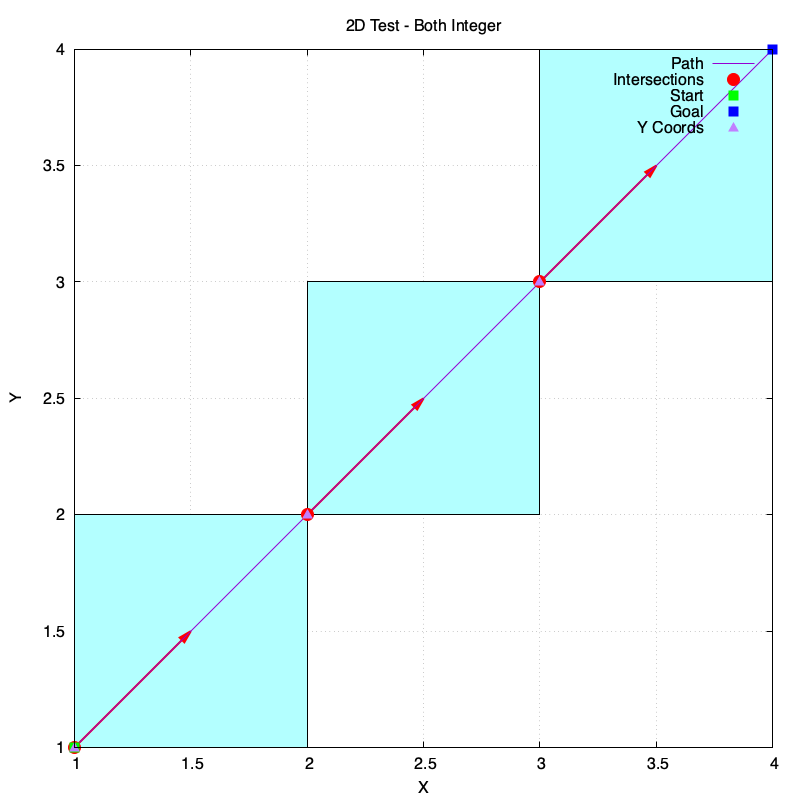 2D Test - Both Integer
Path
Intersections
Start
Goal
Y Coords
4
3.5
3
2.5
2
1.5
1
Y
1
1.5
2
2.5
3
3.5
4
X